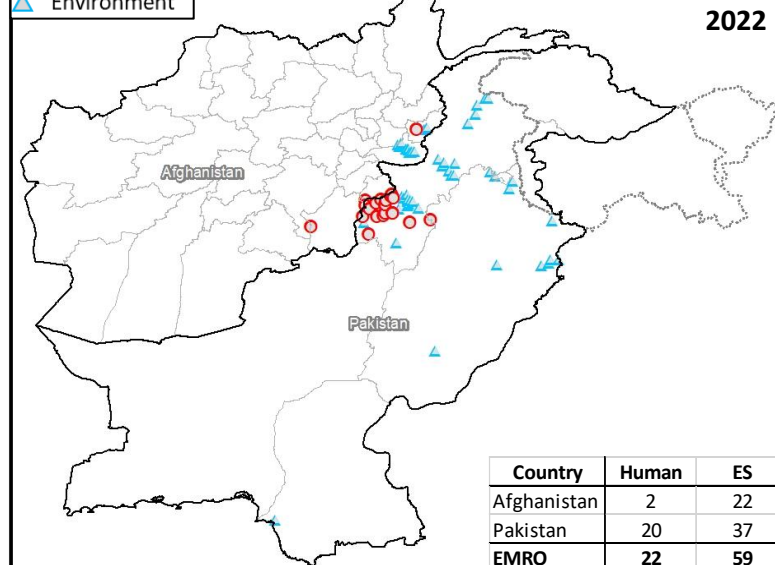 Environment
2022
Afghanistan
Pakistan
Country Human ES
Afghanistan 2 22
Pakistan 20 37
EMRO 22 59